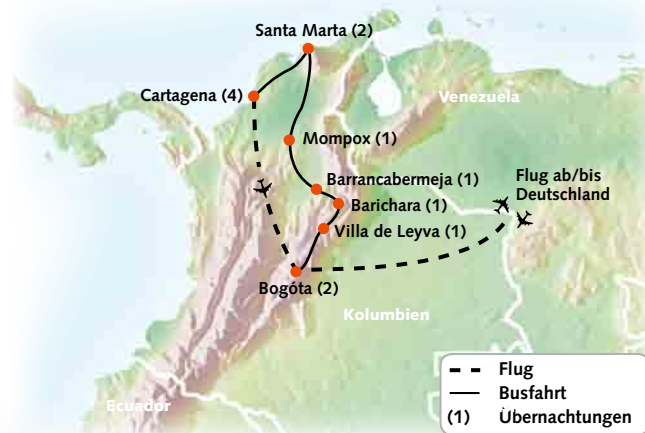 Santa Marta (2)
Cartagena (4)
Venezuela
Mompox (1)
Barrancabermeja (1)
Flug ab/bis
Deutschland
Barichara (1)
Villa de Leyva (1)
Bogóta (2)
Kolumbien
Ecuador
Flug
Busfahrt
(1) Übernachtungen